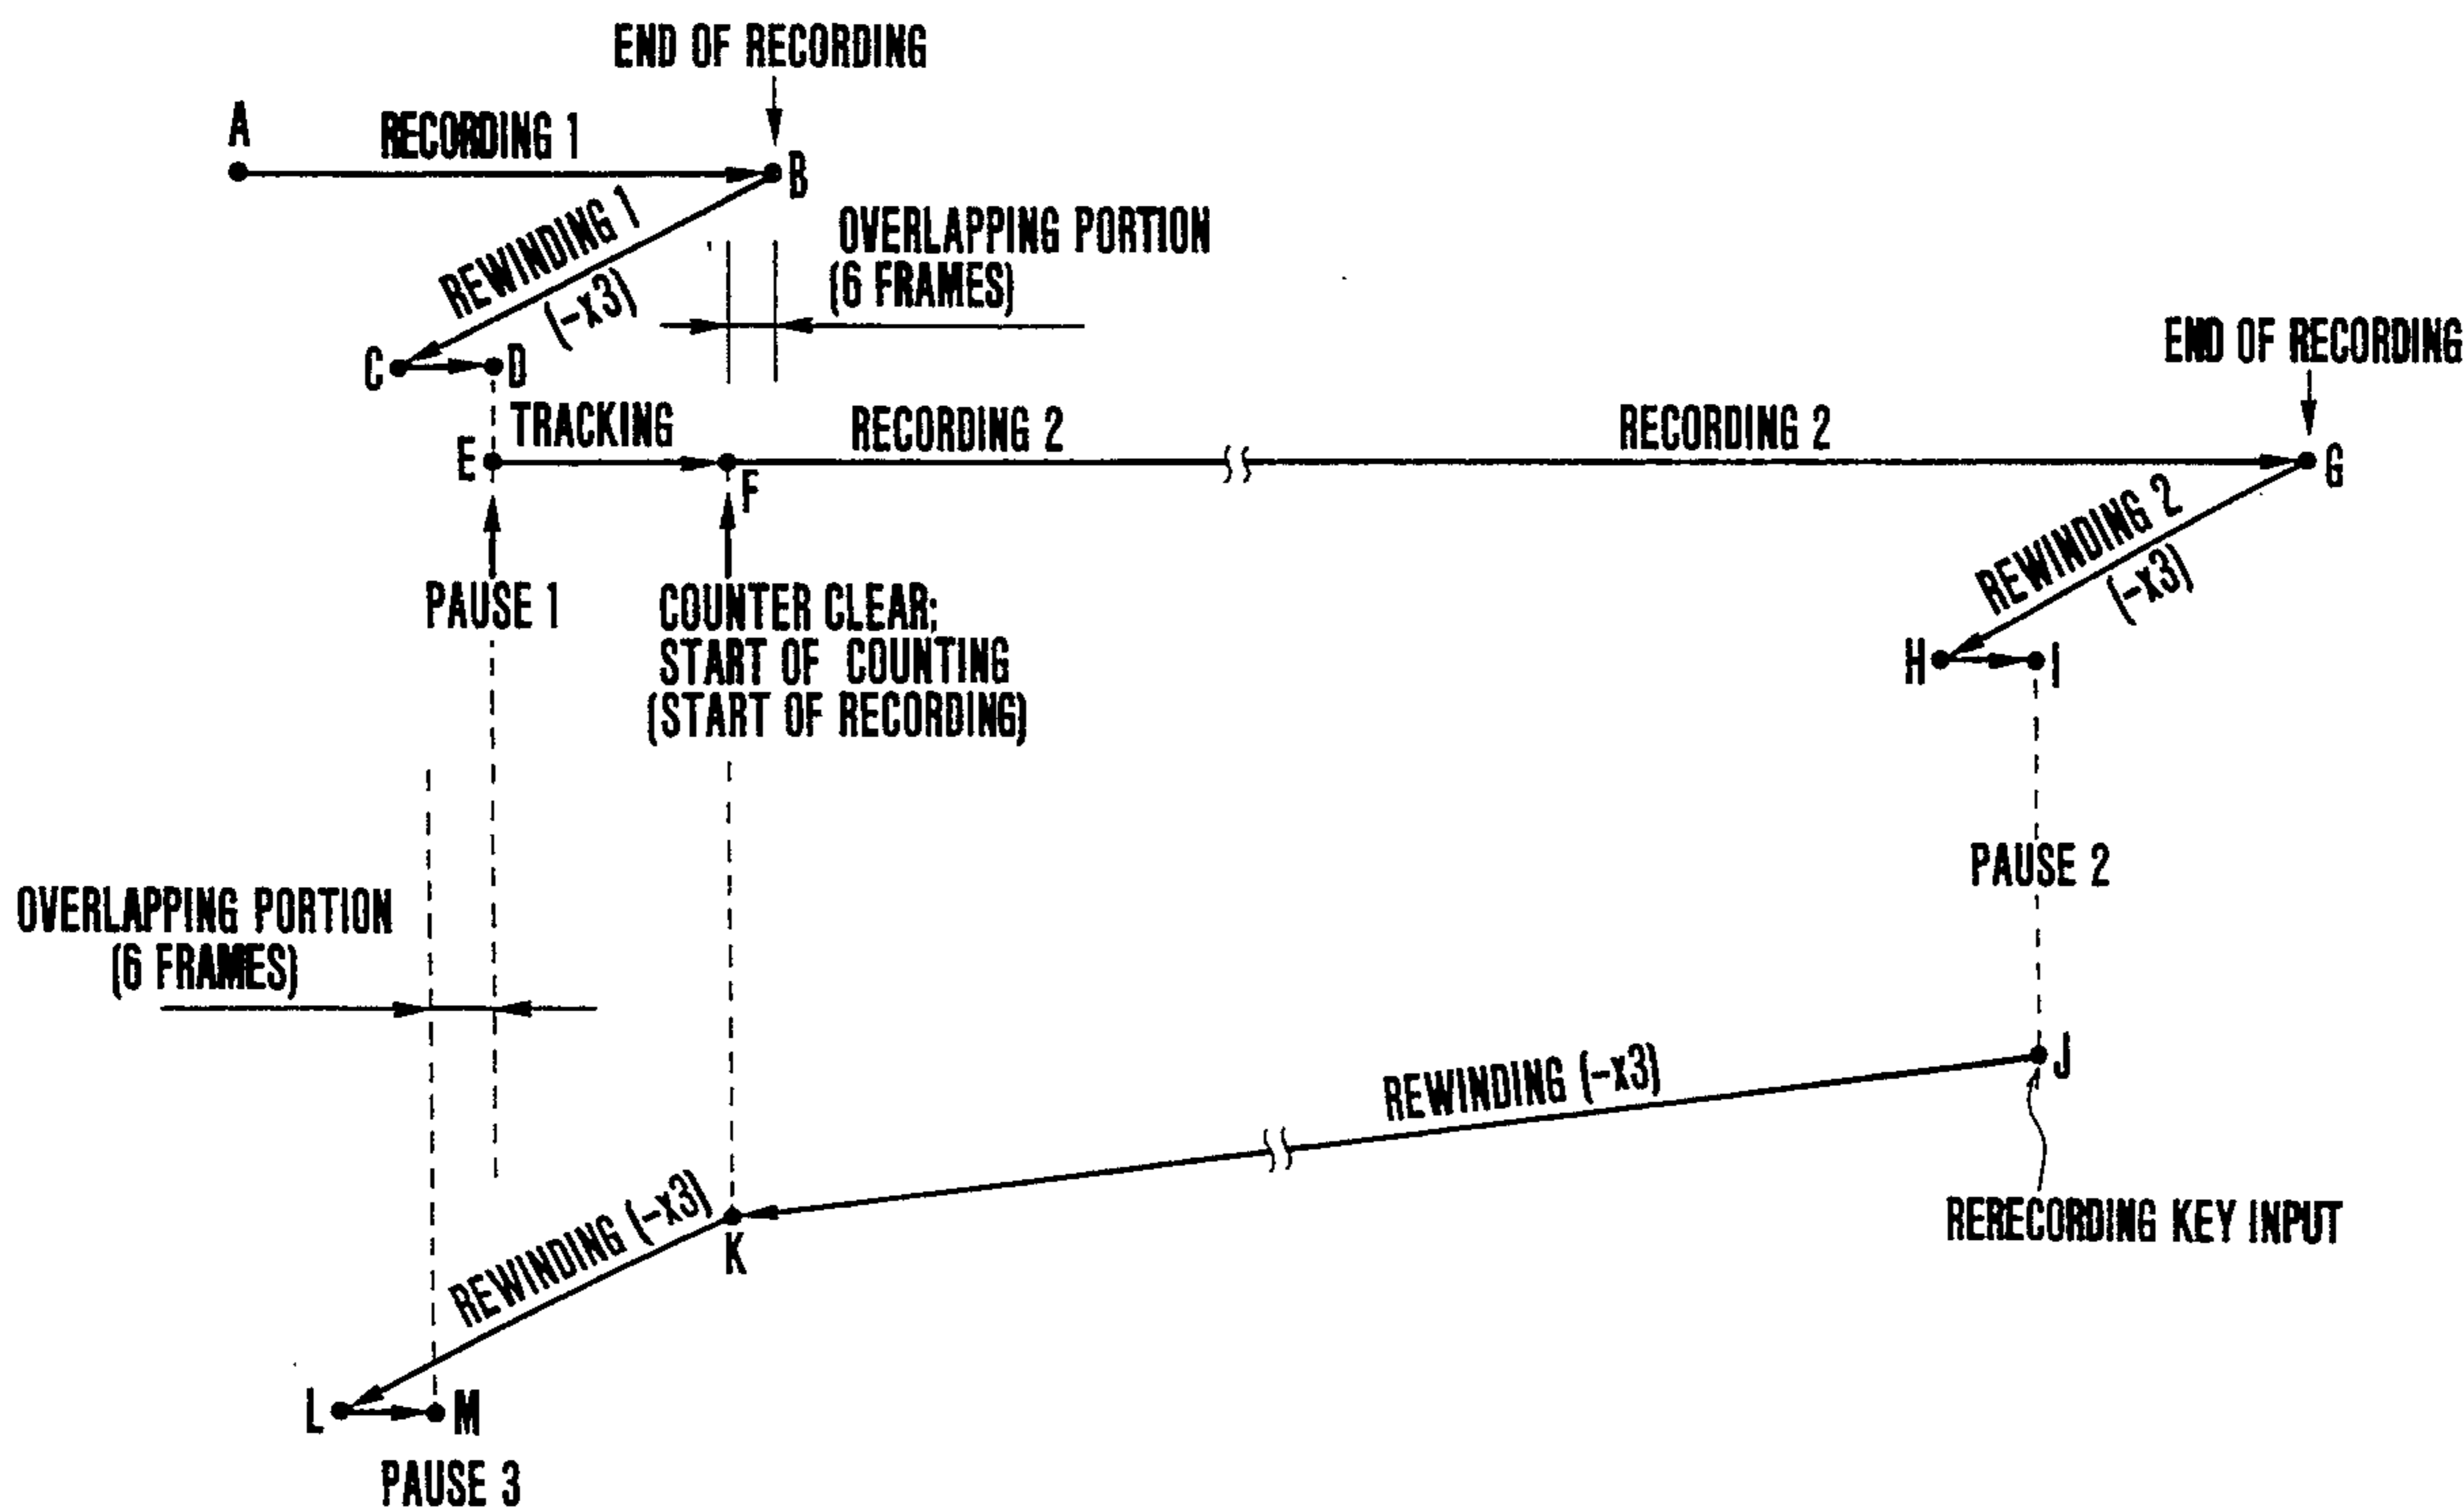 END OF RECORDING
A
RECORDING 1
B
REWINDING 1
(-x3)
OVERLAPPING PORTION
(6 FRAMES)
C
D
END OF RECORDING
E
TRACKING
F
RECORDING 2
RECORDING 2
G
REWINDING 2
(-x3)
PAUSE 1
COUNTER CLEAR;
START OF COUNTING
(START OF RECORDING)
H
I
PAUSE 2
OVERLAPPING PORTION
(6 FRAMES)
J
REWINDING (-x3)
RERECORDING KEY INPUT
K
REWINDING (-x3)
L
M
PAUSE 3